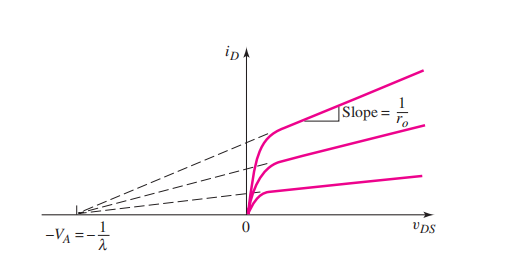 i_D
Slope = 1/r_o
0
v_DS
-V_A = -1/λ